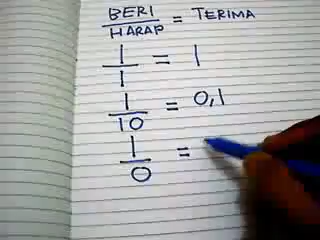 BERI/HARAP = TERIMA
1/1 = 1
1/10 = 0,1
1/0 =